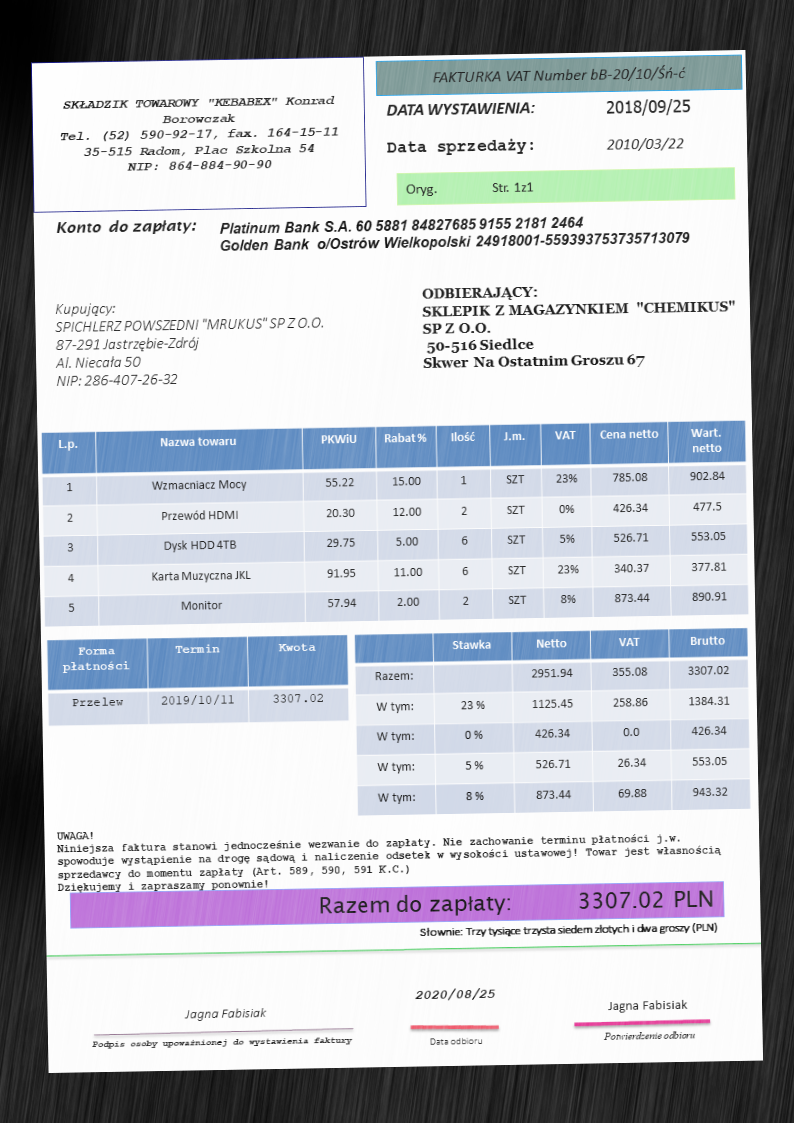 SKŁADZIK TOWAROWY "KEBABEX" Konrad
Borowczak
Tel. (52) 590-92-17, fax. 164-15-11
35-515 Radom, Plac Szkolna 54
NIP: 864-884-90-90
FAKTURKA VAT Number bB-20/10/Śń-ć
DATA WYSTAWIENIA: 2018/09/25
Data sprzedaży: 2010/03/22
Oryg. Str. 1z1
Konto do zapłaty: Platinum Bank S.A. 60 5881 84827685 9155 2181 2464
Golden Bank o/Ostrów Wielkopolski 24918001-559393753735713079
Kupujący:
SPICHLERZ POWSZEDNI "MRUKUS" SP Z O.O.
87-291 Jastrzębie-Zdrój
Al. Niecała 50
NIP: 286-407-26-32
ODBIERAJĄCY:
SKLEPIK Z MAGAZYNKIEM "CHEMIKUS"
SP Z O.O.
50-516 Siedlce
Skwer Na Ostatnim Groszu 67
L.p. Nazwa towaru PKWiU Rabat % Ilość J.m. VAT Cena netto Wart. netto
1 Wzmacniacz Mocy 55.22 15.00 1 SZT 23% 785.08 902.84
2 Przewód HDMI 20.30 12.00 2 SZT 0% 426.34 477.5
3 Dysk HDD 4TB 29.75 5.00 6 SZT 5% 526.71 553.05
4 Karta Muzyczna JKL 91.95 11.00 6 SZT 23% 340.37 377.81
5 Monitor 57.94 2.00 2 SZT 8% 873.44 890.91
Forma płatności Termin Kwota
Przelew 2019/10/11 3307.02
Stawka Netto VAT Brutto
Razem: 2951.94 355.08 3307.02
W tym: 23 % 1125.45 258.86 1384.31
W tym: 0 % 426.34 0.0 426.34
W tym: 5 % 526.71 26.34 553.05
W tym: 8 % 873.44 69.88 943.32
UWAGA!
Niniejsza faktura stanowi jednocześnie wezwanie do zapłaty. Nie zachowanie terminu płatności j.w.
spowoduje wystąpienie na drogę sądową i naliczenie odsetek w wysokości ustawowej! Towar jest własnością
sprzedawcy do momentu zapłaty (Art. 589, 590, 591 K.C.)
Dziękujemy i zapraszamy ponownie!
Razem do zapłaty: 3307.02 PLN
Słownie: Trzy tysiące trzysta siedem złotych i dwa groszy (PLN)
Jagna Fabisiak
Podpis osoby upoważnionej do wystawienia faktury
2020/08/25
Data odbioru
Jagna Fabisiak
Potwierdzenie odbioru